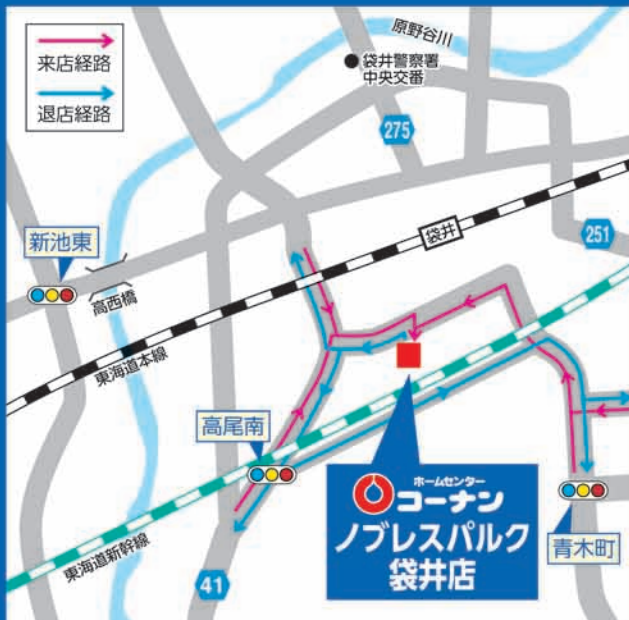 来店経路
退店経路
原野谷川
袋井警察署
中央交番
275
251
新池東
高西橋
袋井
東海道本線
高尾南
東海道新幹線
41
ホームセンター
コーナン
ノブレスパルク
袋井店
青木町